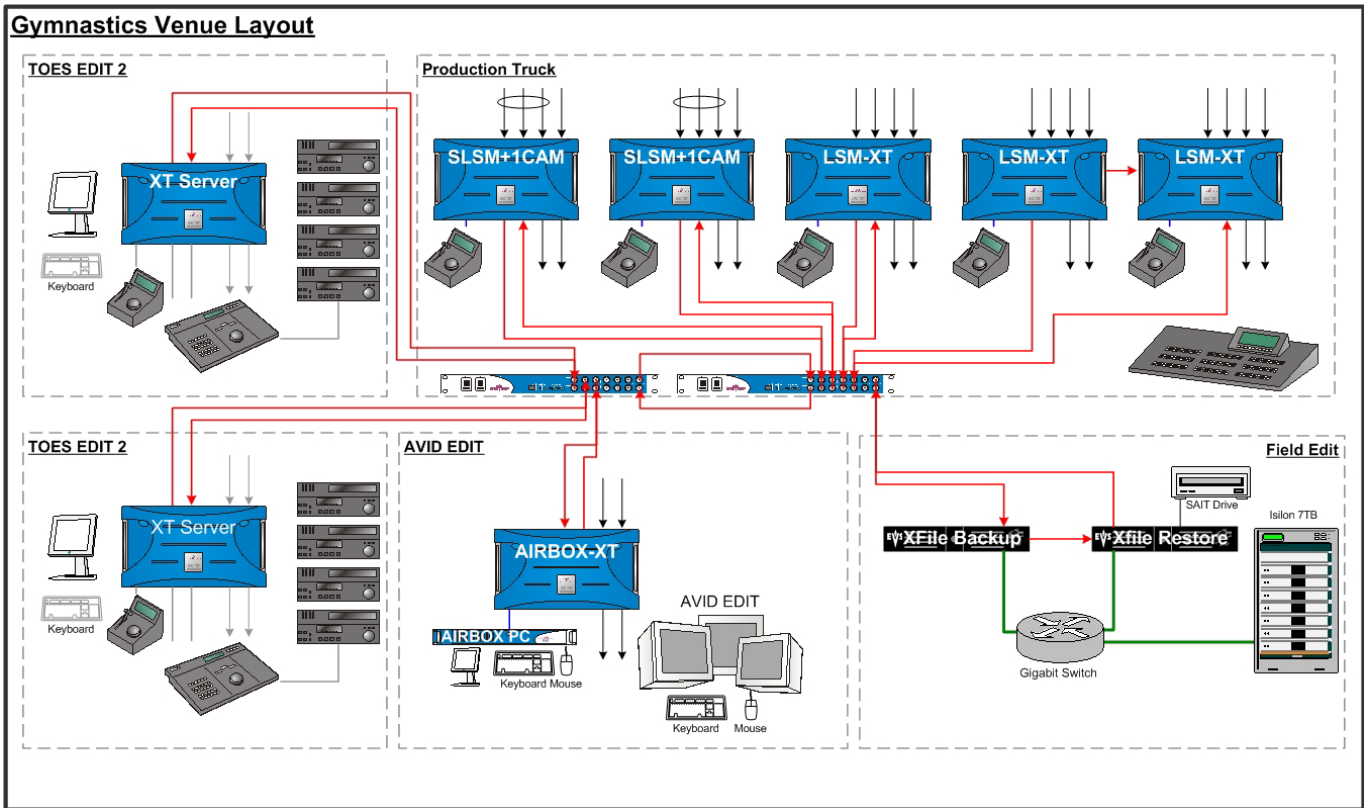 Gymnastics Venue Layout
TOES EDIT 2
XT Server
Keyboard
Production Truck
SLSM+1CAM
SLSM+1CAM
LSM-XT
LSM-XT
LSM-XT
TOES EDIT 2
XT Server
Keyboard
AVID EDIT
AIRBOX-XT
AIRBOX PC
Keyboard Mouse
AVID EDIT
Keyboard
Mouse
Field Edit
SAIT Drive
Isilon 7TB
EVS XFile Backup
EVS Xfile Restore
Gigabit Switch